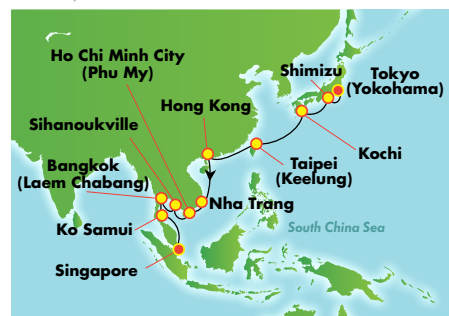 Ho Chi Minh City
(Phu My)
Shimizu
Tokyo
(Yokohama)
Hong Kong
Sihanoukville
Bangkok
(Laem Chabang)
Taipei
(Keelung)
Kochi
Nha Trang
Ko Samui
South China Sea
Singapore